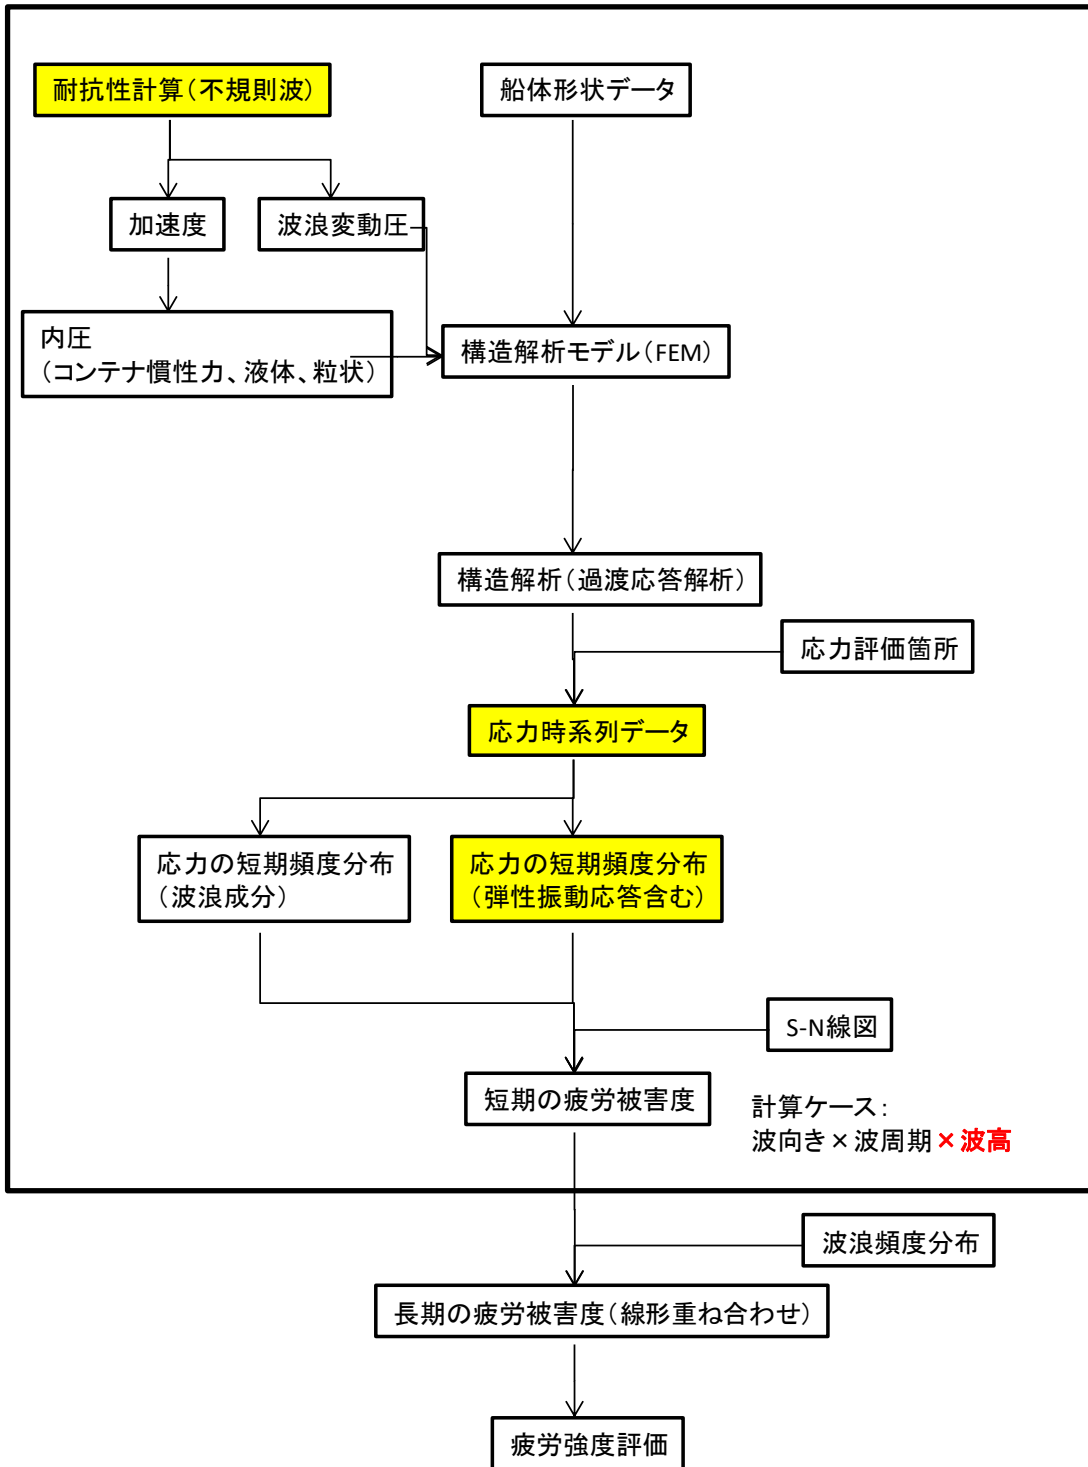 耐抗性計算（不規則波）
船体形状データ
加速度
波浪変動圧
内圧
（コンテナ慣性力、液体、粒状）
構造解析モデル（FEM）
構造解析（過渡応答解析）
応力評価箇所
応力時系列データ
応力の短期頻度分布
（波浪成分）
応力の短期頻度分布
（弾性振動応答含む）
S-N線図
短期の疲労被害度
計算ケース：
波向き×波周期×波高
波浪頻度分布
長期の疲労被害度（線形重ね合わせ）
疲労強度評価